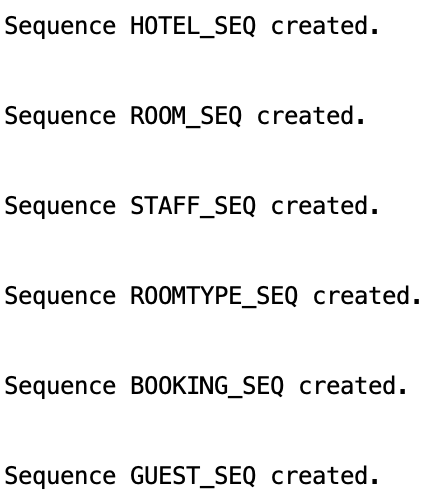 Sequence HOTEL_SEQ created.
Sequence ROOM_SEQ created.
Sequence STAFF_SEQ created.
Sequence ROOMTYPE_SEQ created.
Sequence BOOKING_SEQ created.
Sequence GUEST_SEQ created.